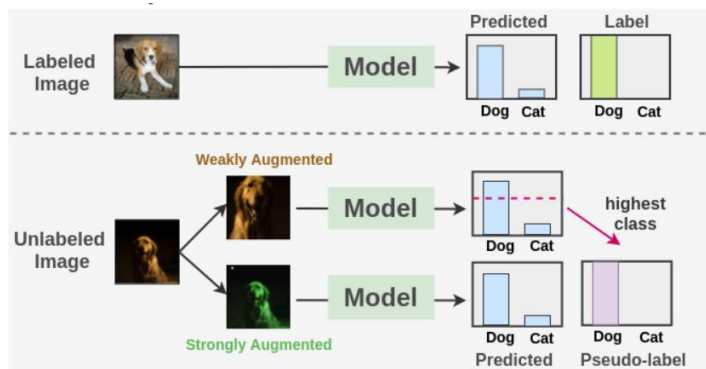 Predicted
Label
Labeled
Image
Model
Dog Cat
Dog Cat
Weakly Augmented
Model
Dog Cat
highest
class
Unlabeled
Image
Model
Dog Cat
Dog Cat
Strongly Augmented
Predicted
Pseudo-label